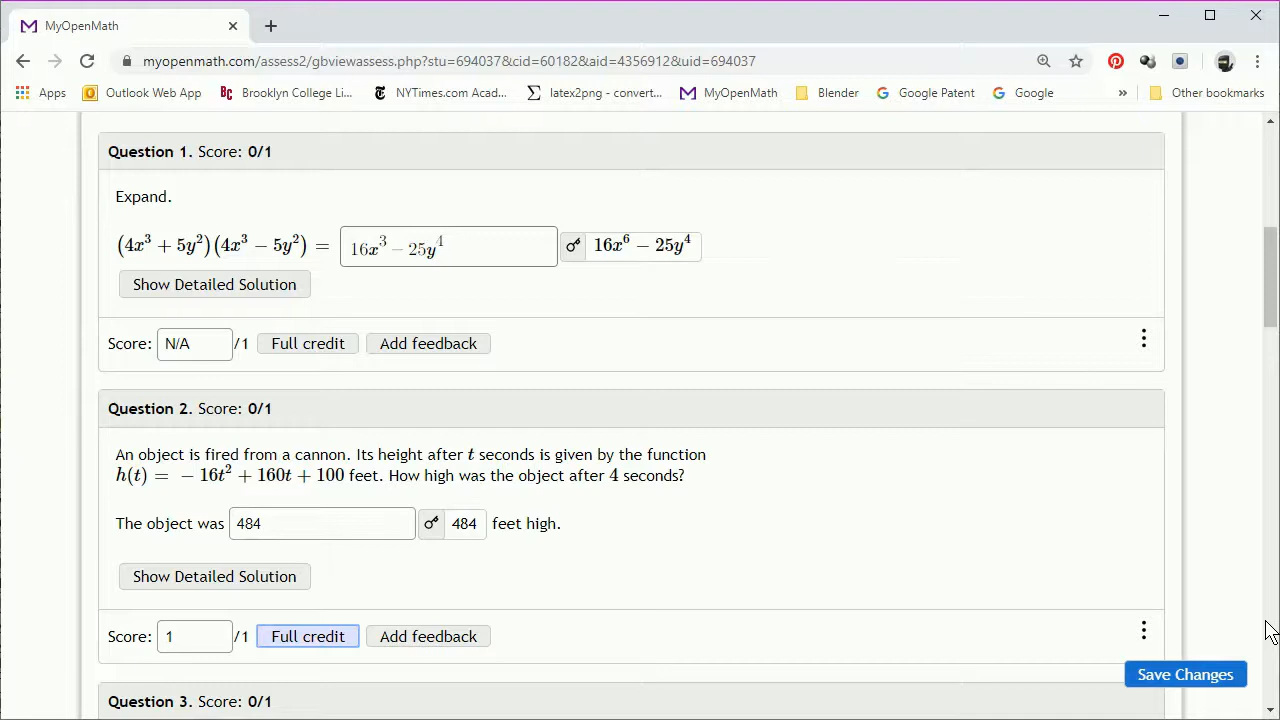 MyOpenMath
myopenmath.com/assess2/gbviewassess.php?stu=694037&cid=60182&aid=4356912&uid=694037
Apps Outlook Web App Brooklyn College Li... NYTimes.com Acad... latex2png - convert... MyOpenMath Blender Google Patent Google » Other bookmarks
Question 1. Score: 0/1
Expand.
(4x³ + 5y²)(4x³ − 5y²) = 16x³ − 25y⁴ 16x⁶ − 25y⁴
Show Detailed Solution
Score: N/A /1 Full credit Add feedback
Question 2. Score: 0/1
An object is fired from a cannon. Its height after t seconds is given by the function
h(t) = − 16t² + 160t + 100 feet. How high was the object after 4 seconds?
The object was 484 484 feet high.
Show Detailed Solution
Score: 1 /1 Full credit Add feedback
Save Changes
Question 3. Score: 0/1